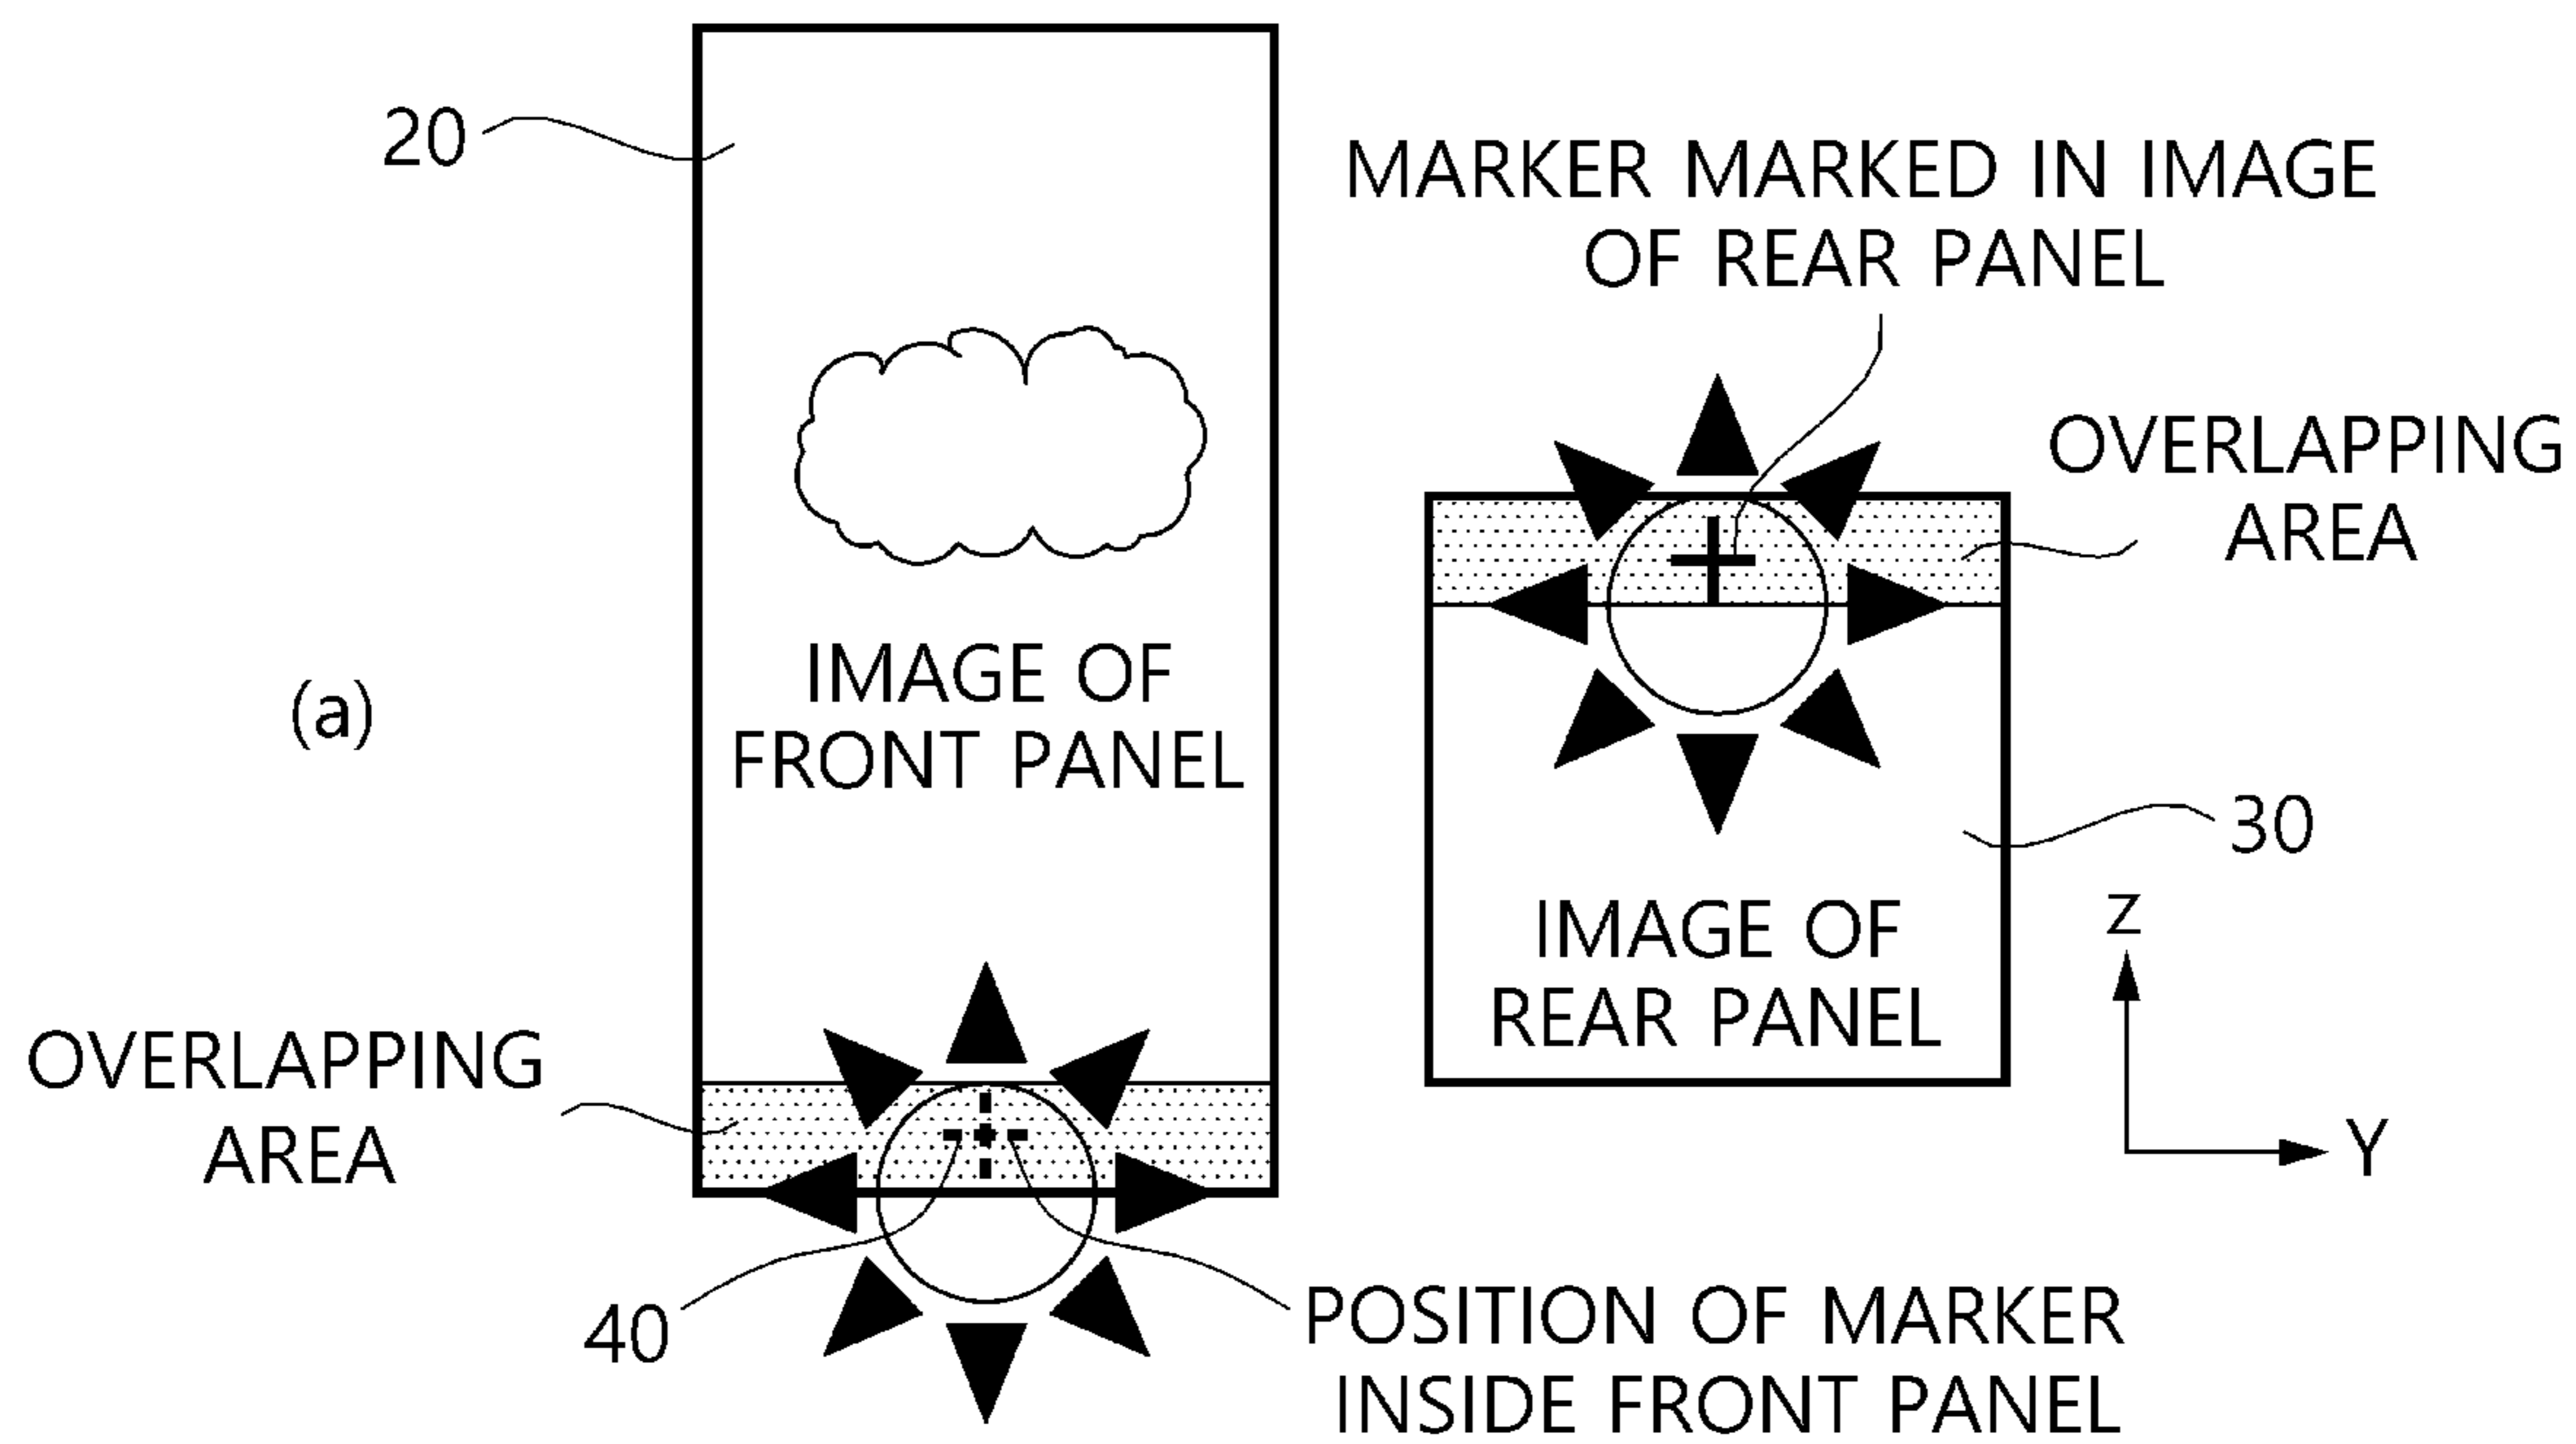 20
MARKER MARKED IN IMAGE
OF REAR PANEL
OVERLAPPING
AREA
(a)
IMAGE OF
FRONT PANEL
30
IMAGE OF
REAR PANEL
Z
Y
OVERLAPPING
AREA
40
POSITION OF MARKER
INSIDE FRONT PANEL